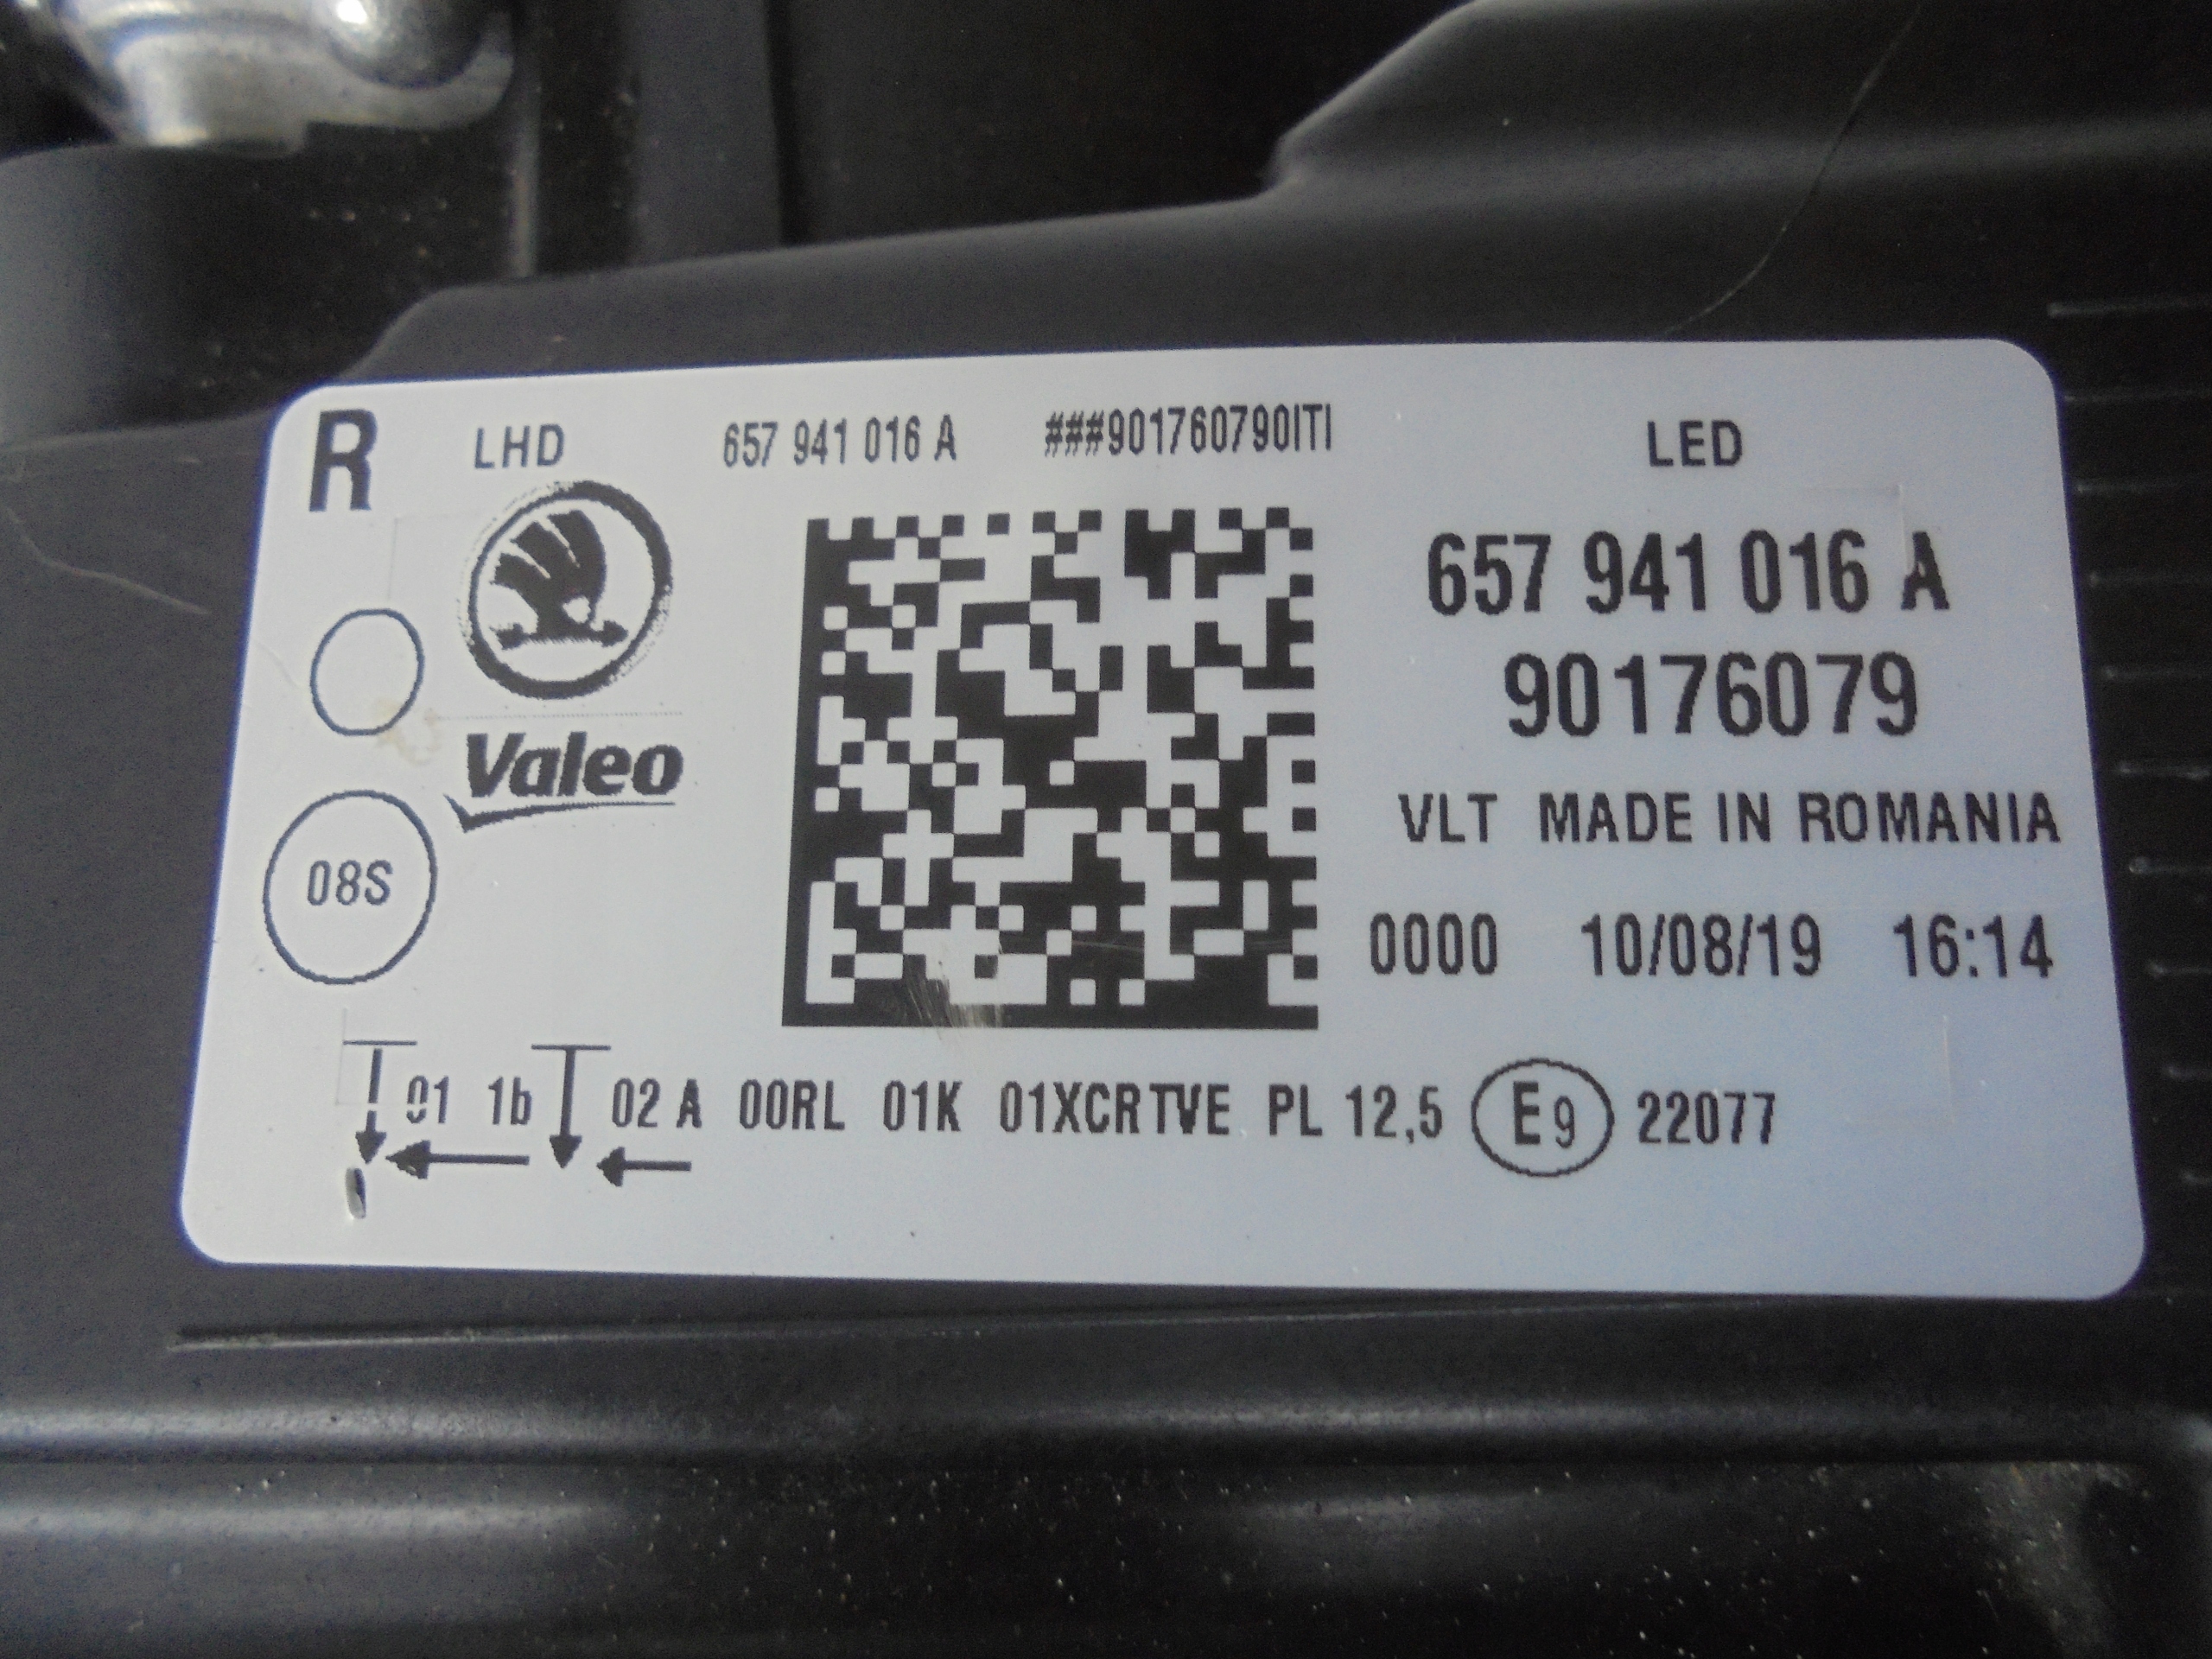 R LHD 657 941 016 A ###901760790ITI LED
657 941 016 A
90176079
Valeo
VLT MADE IN ROMANIA
08S
0000 10/08/19 16:14
01 1b 02 A 00RL 01K 01XCRTVE PL 12,5 E9 22077